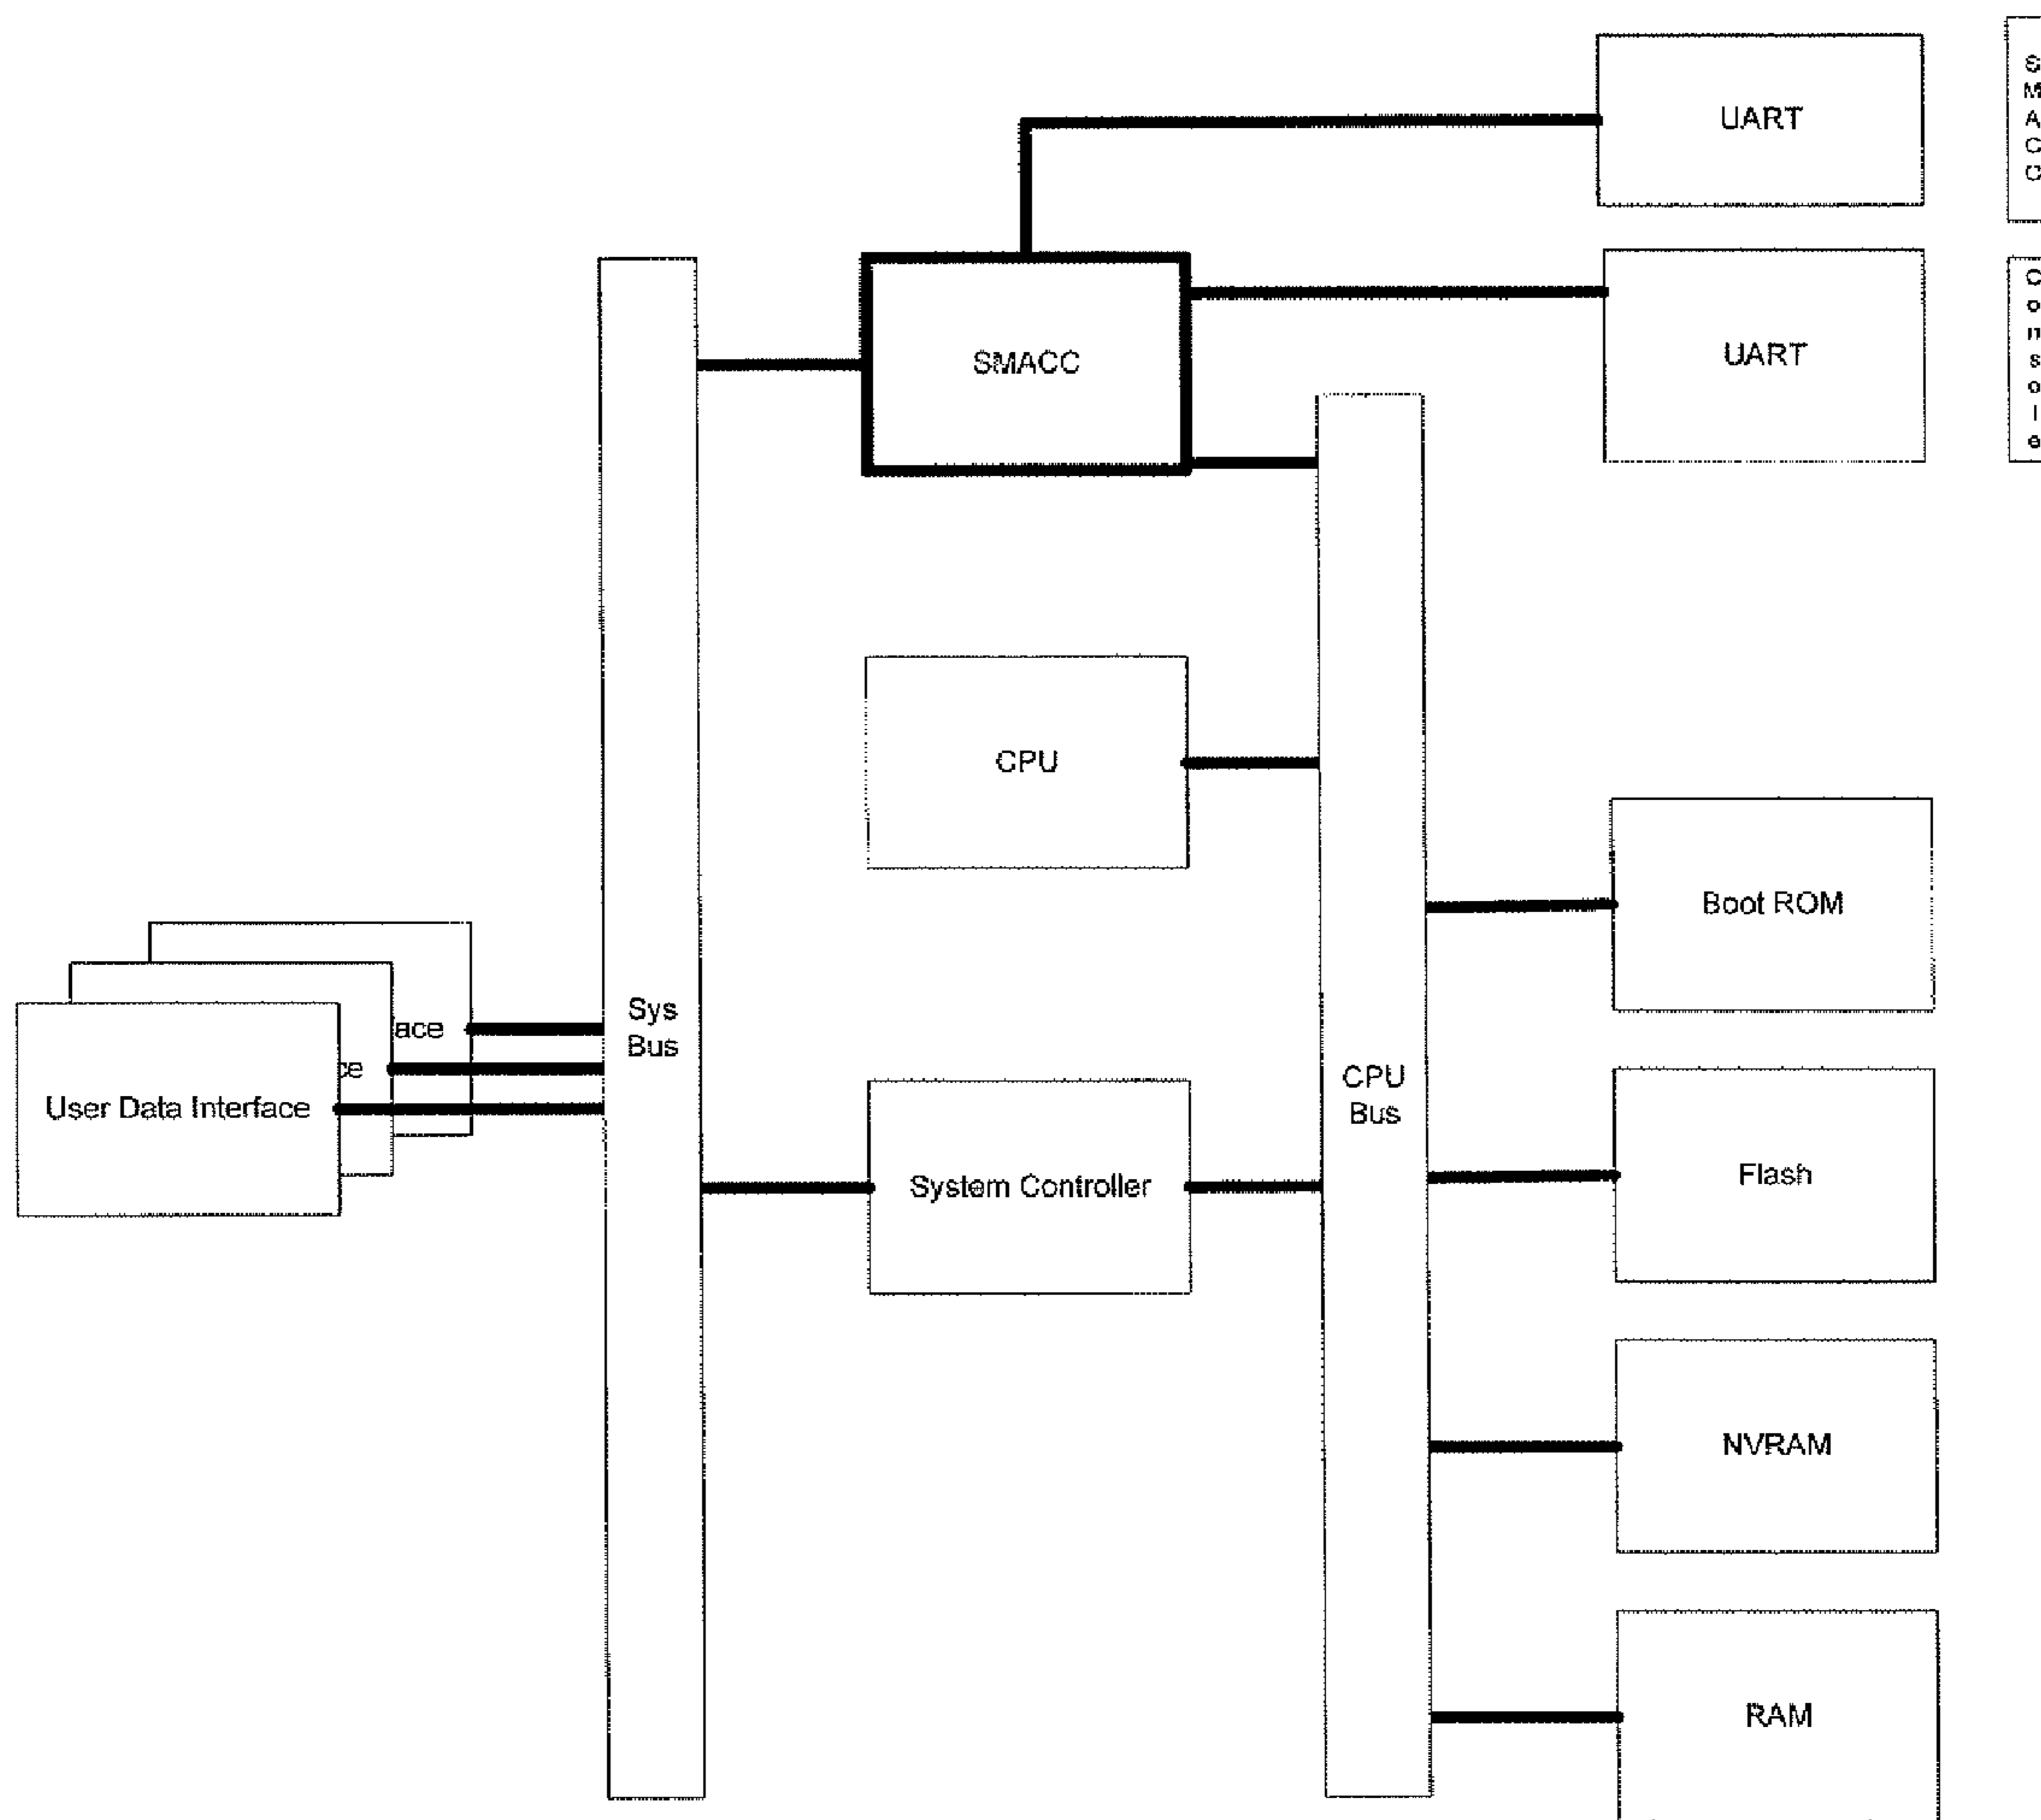 UART
S
M
A
C
C
SMACC
UART
C
o
n
s
o
l
e
CPU
Boot ROM
Sys
Bus
ace
ce
User Data Interface
CPU
Bus
System Controller
Flash
NVRAM
RAM